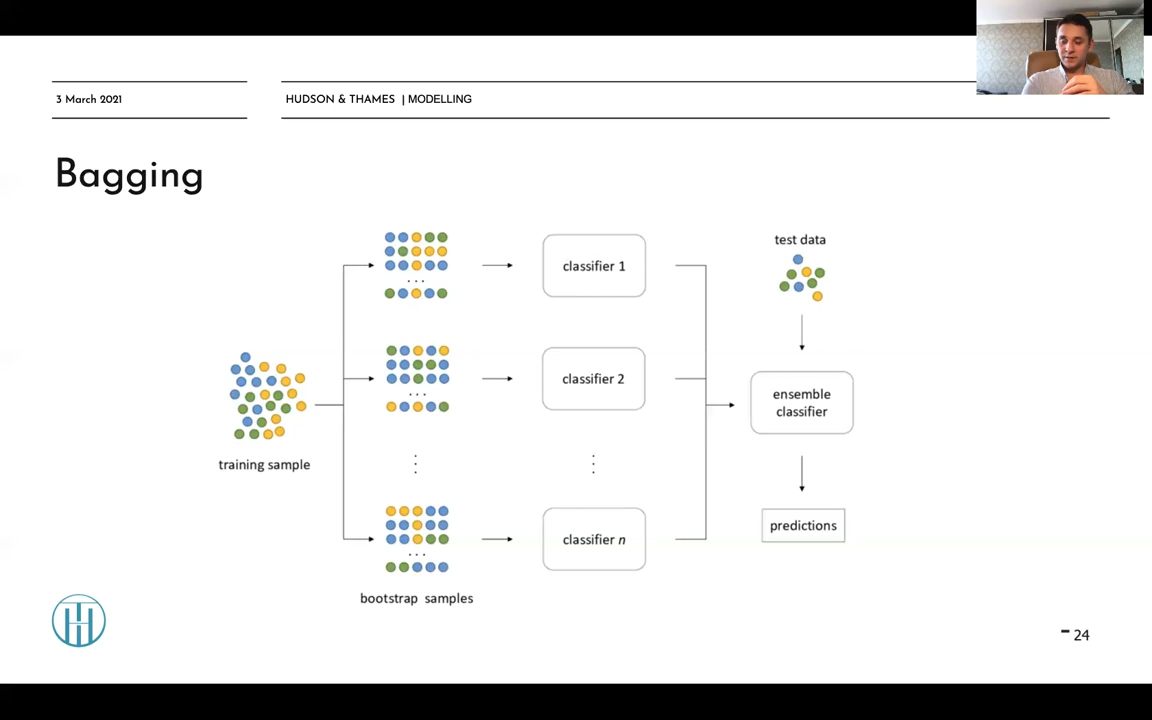 3 March 2021
HUDSON & THAMES | MODELLING
Bagging
test data
classifier 1
classifier 2
ensemble
classifier
training sample
...
...
...
classifier n
predictions
bootstrap samples
24